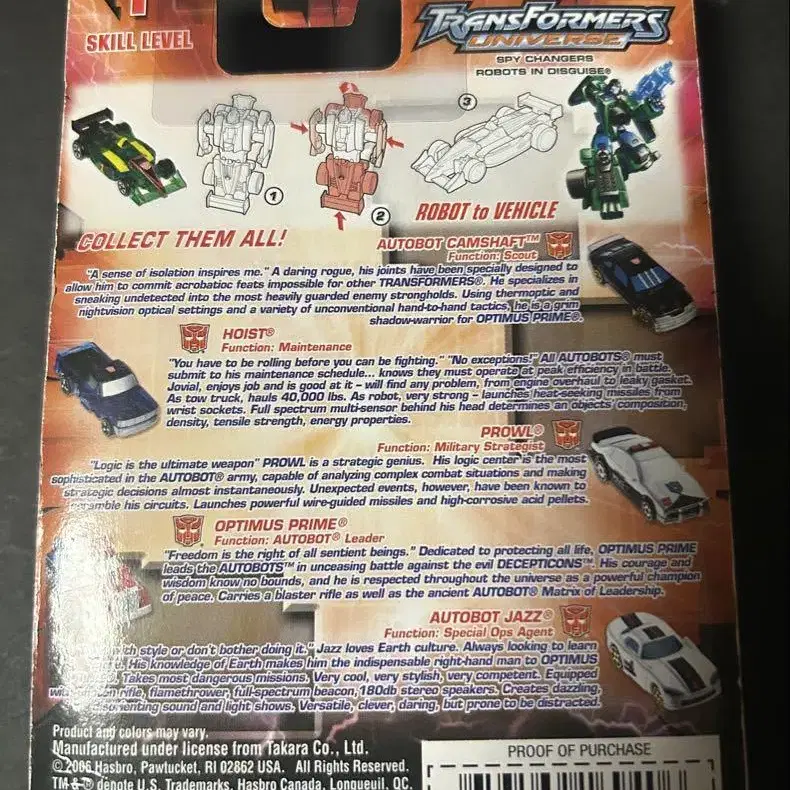 1
SKILL LEVEL
TRANSFORMERS
UNIVERSE
SPY CHANGERS
ROBOTS IN DISGUISE®
1
2
3
ROBOT to VEHICLE
COLLECT THEM ALL!
AUTOBOT CAMSHAFT™
Function: Scout
"A sense of isolation inspires me." A daring rogue, his joints have been specially designed to
allow him to commit acrobatioc feats impossible for other TRANSFORMERS®. He specializes in
sneaking undetected into the most heavily guarded enemy strongholds. Using thermoptic and
nightvision optical settings and a variety of unconventional hand-to-hand tactics, he is a grim
shadow-warrior for OPTIMUS PRIME®.
HOIST®
Function: Maintenance
"You have to be rolling before you can be fighting." "No exceptions!" All AUTOBOTS® must
submit to his maintenance schedule... knows they must operate at peak efficiency in battle.
Jovial, enjoys job and is good at it – will find any problem, from engine overhaul to leaky gasket.
As tow truck, hauls 40,000 lbs. As robot, very strong – launches heat-seeking missiles from
wrist sockets. Full spectrum multi-sensor behind his head determines an objects' composition,
density, tensile strength, energy properties.
PROWL®
Function: Military Strategist
"Logic is the ultimate weapon" PROWL is a strategic genius. His logic center is the most
sophisticated in the AUTOBOT® army, capable of analyzing complex combat situations and making
strategic decisions almost instantaneously. Unexpected events, however, have been known to
scramble his circuits. Launches powerful wire-guided missiles and high-corrosive acid pellets.
OPTIMUS PRIME®
Function: AUTOBOT® Leader
"Freedom is the right of all sentient beings." Dedicated to protecting all life, OPTIMUS PRIME
leads the AUTOBOTS™ in unceasing battle against the evil DECEPTICONS™. His courage and
wisdom know no bounds, and he is respected throughout the universe as a powerful champion
of peace. Carries a blaster rifle as well as the ancient AUTOBOT® Matrix of Leadership.
AUTOBOT JAZZ®
Function: Special Ops Agent
with style or don't bother doing it." Jazz loves Earth culture. Always looking to learn
His knowledge of Earth makes him the indispensable right-hand man to OPTIMUS
Takes most dangerous missions. Very cool, very stylish, very competent. Equipped
rifle, flamethrower, full-spectrum beacon, 180db stereo speakers. Creates dazzling,
disorienting sound and light shows. Versatile, clever, daring, but prone to be distracted.
Product and colors may vary.
Manufactured under license from Takara Co., Ltd.
© 2006 Hasbro, Pawtucket, RI 02862 USA. All Rights Reserved.
TM & ® denote U.S. Trademarks. Hasbro Canada, Longueuil, QC.
PROOF OF PURCHASE